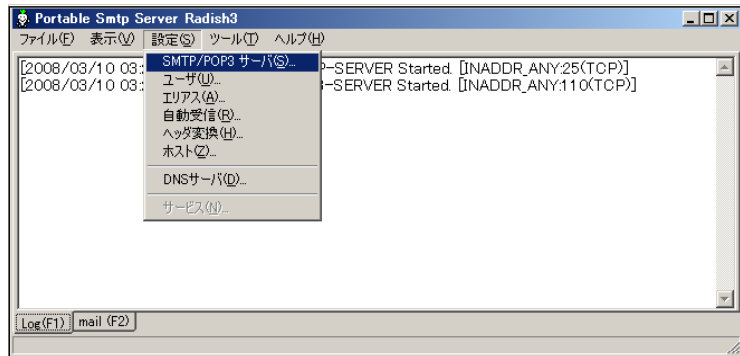 Portable Smtp Server Radish3
ファイル(F) 表示(V) 設定(S) ツール(T) ヘルプ(H)
[2008/03/10 03: P-SERVER Started. [INADDR_ANY:25(TCP)]
[2008/03/10 03: 3-SERVER Started. [INADDR_ANY:110(TCP)]
SMTP/POP3 サーバ(S)...
ユーザ(U)...
エリアス(A)...
自動受信(R)...
ヘッダ変換(H)...
ホスト(Z)...
DNSサーバ(D)...
サービス(N)...
Log(F1) mail (F2)